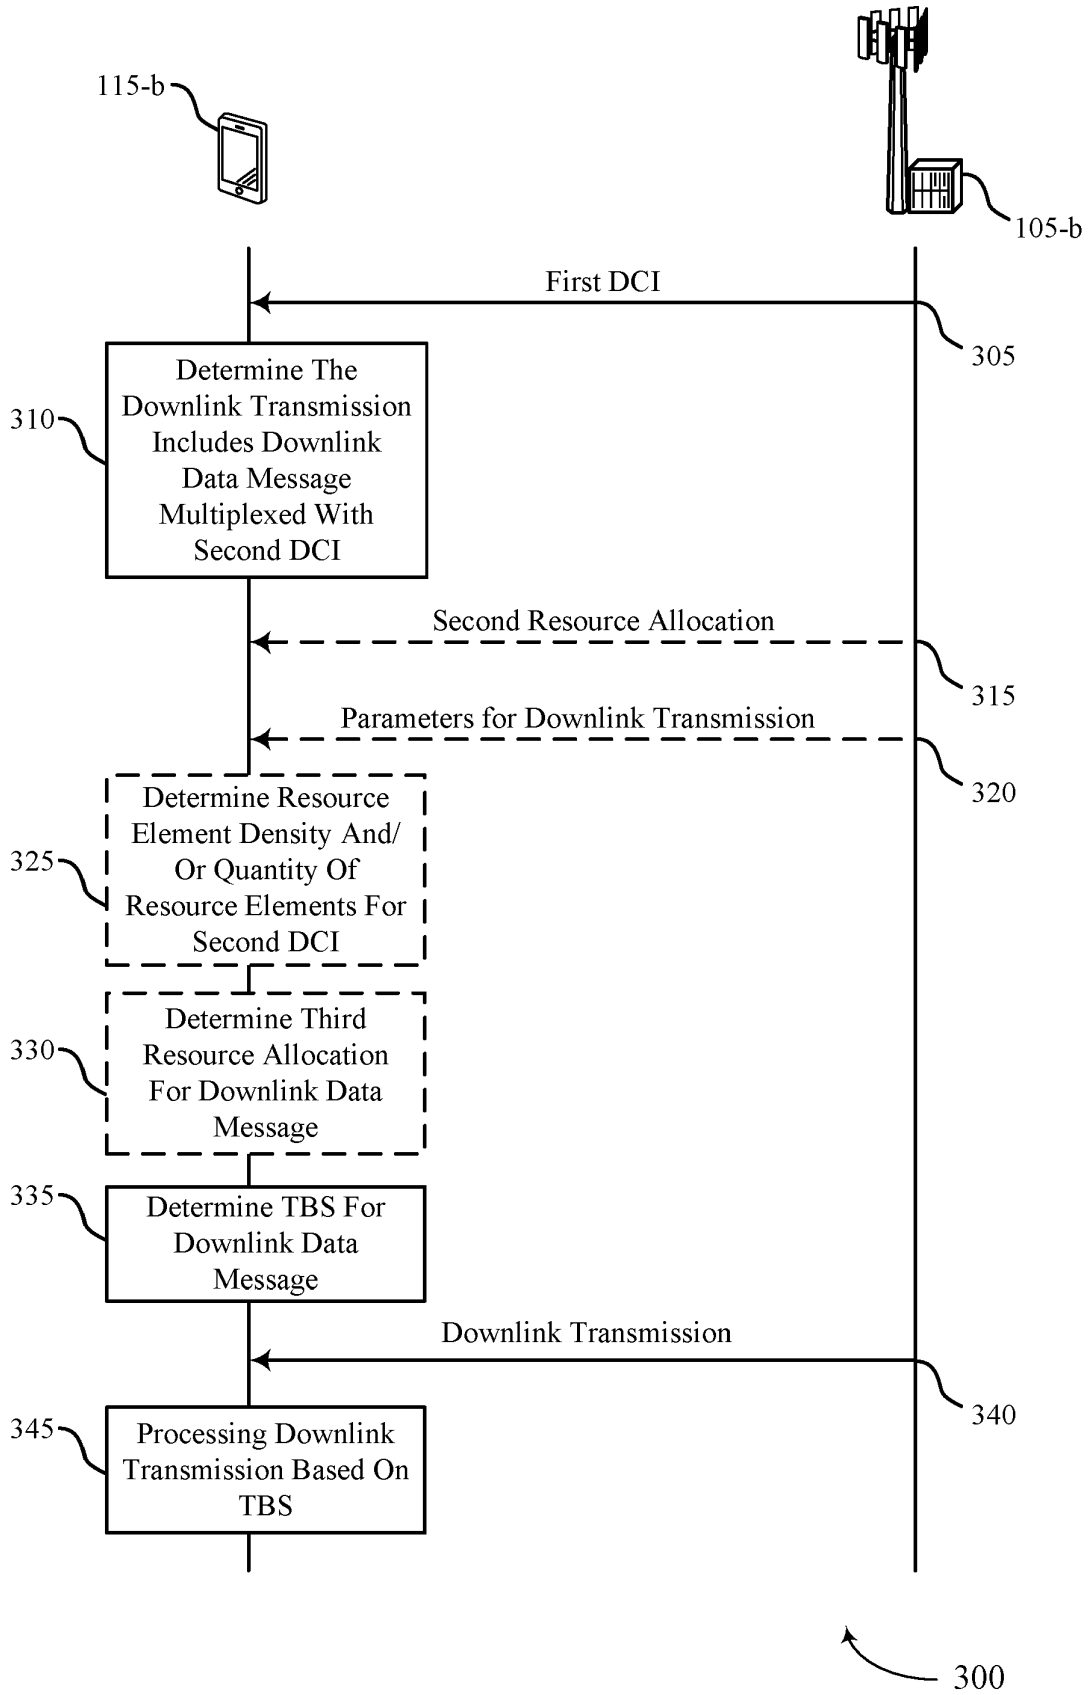 115-b
105-b
First DCI
305
310
Determine The
Downlink Transmission
Includes Downlink
Data Message
Multiplexed With
Second DCI
Second Resource Allocation
315
Parameters for Downlink Transmission
320
325
Determine Resource
Element Density And/
Or Quantity Of
Resource Elements For
Second DCI
330
Determine Third
Resource Allocation
For Downlink Data
Message
335
Determine TBS For
Downlink Data
Message
Downlink Transmission
340
345
Processing Downlink
Transmission Based On
TBS
300